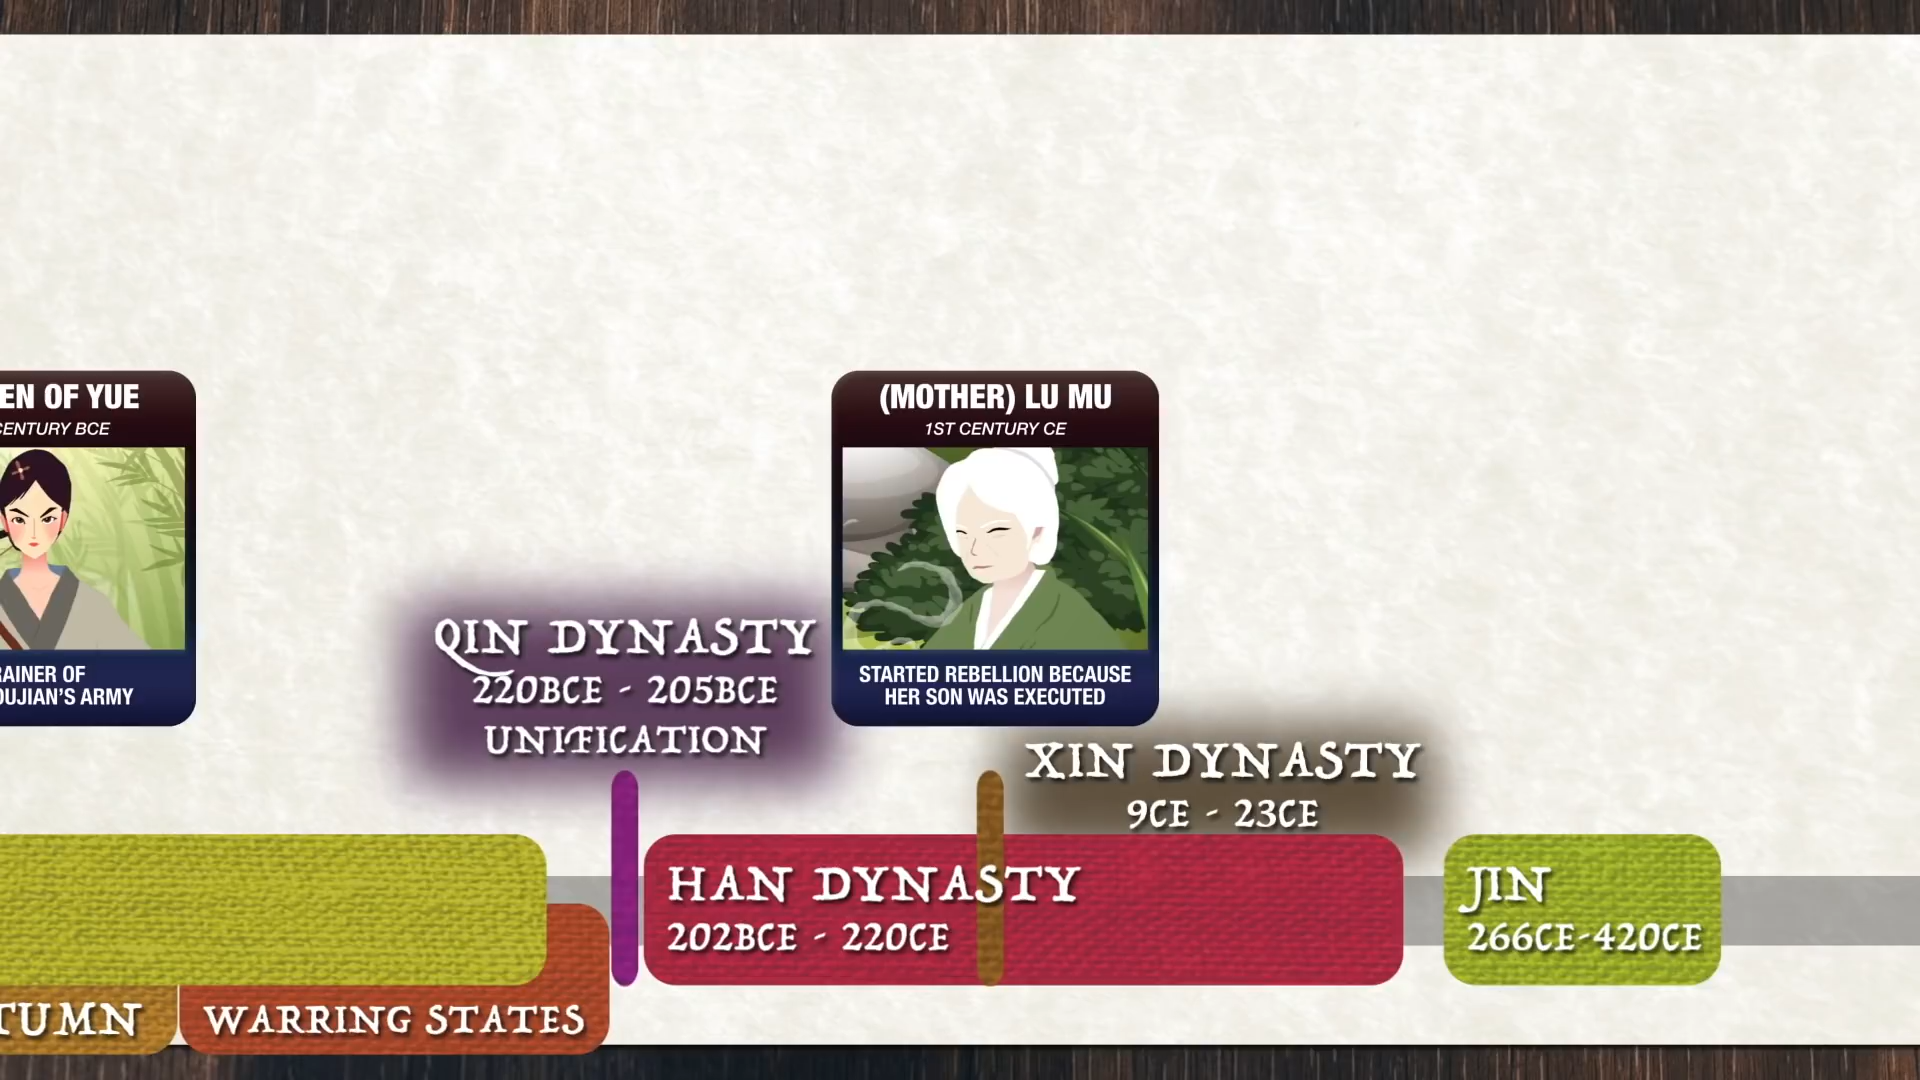 EN OF YUE
CENTURY BCE
RAINER OF
OUJIAN'S ARMY
(MOTHER) LU MU
1ST CENTURY CE
STARTED REBELLION BECAUSE
HER SON WAS EXECUTED
QIN DYNASTY
220BCE - 205BCE
UNIFICATION
XIN DYNASTY
9CE - 23CE
HAN DYNASTY
202BCE - 220CE
JIN
266CE-420CE
TUMN
WARRING STATES